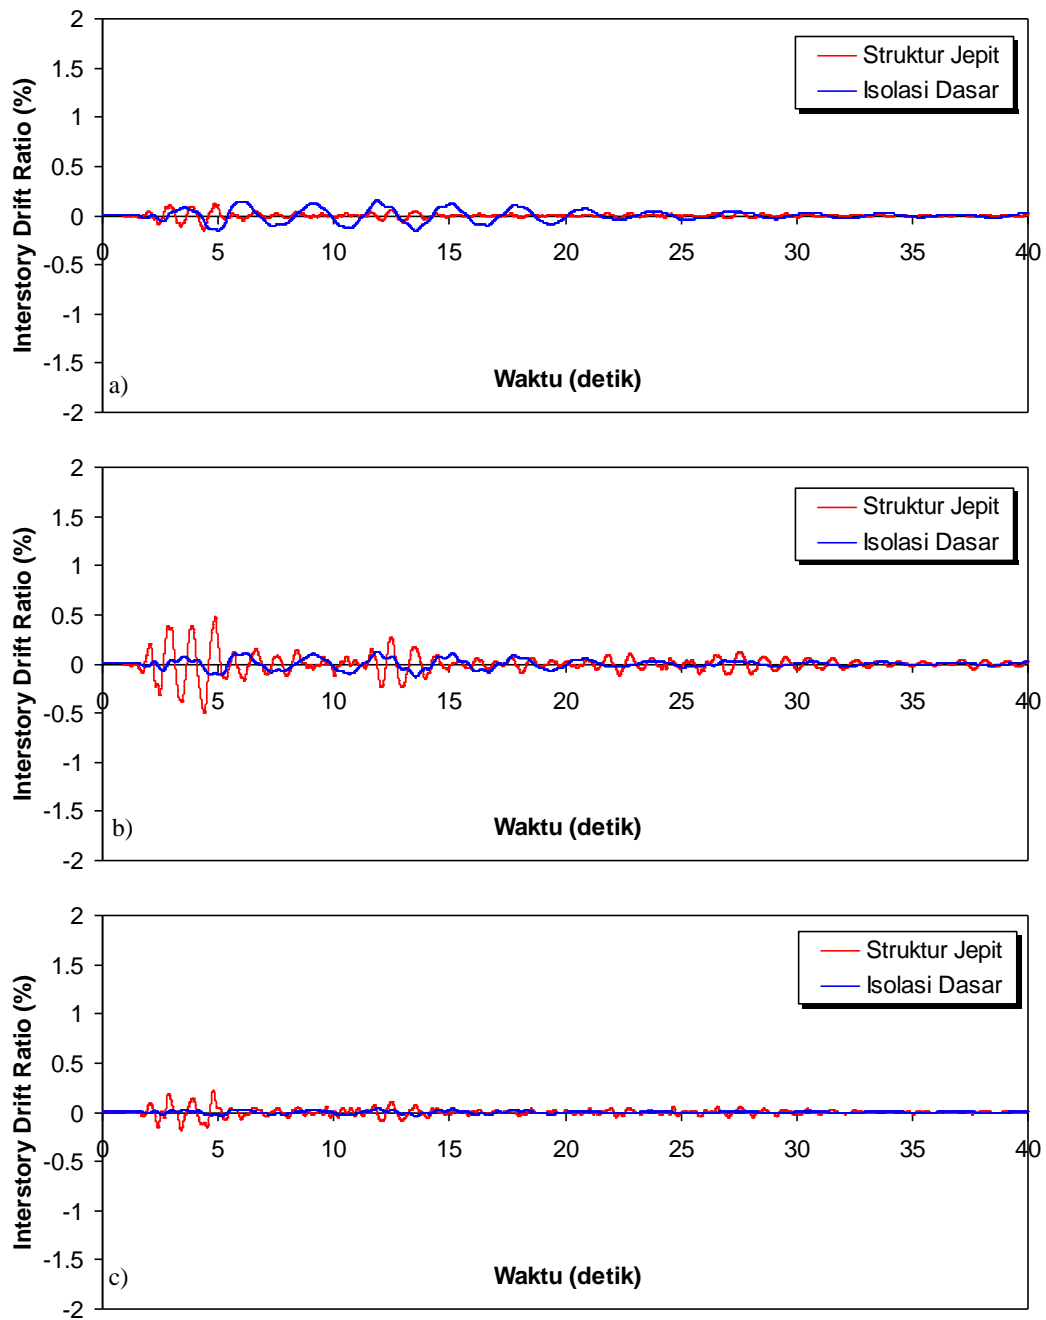 2
1.5
1
0.5
0
-0.5
-1
-1.5
-2
Interstory Drift Ratio (%)
Struktur Jepit
Isolasi Dasar
0 5 10 15 20 25 30 35 40
Waktu (detik)
a)
2
1.5
1
0.5
0
-0.5
-1
-1.5
-2
Interstory Drift Ratio (%)
Struktur Jepit
Isolasi Dasar
0 5 10 15 20 25 30 35 40
Waktu (detik)
b)
2
1.5
1
0.5
0
-0.5
-1
-1.5
-2
Interstory Drift Ratio (%)
Struktur Jepit
Isolasi Dasar
0 5 10 15 20 25 30 35 40
Waktu (detik)
c)